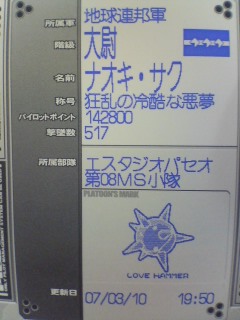 所属軍 地球連邦軍
階級 大尉
名前 ナオキ・サク
称号 狂乱の冷酷な悪夢
パイロットポイント 142800
撃墜数 517
所属部隊 エスタジオパセオ
第08MS小隊
PLATOON'S MARK
LOVE HAMMER
更新日 07/03/10 19:50